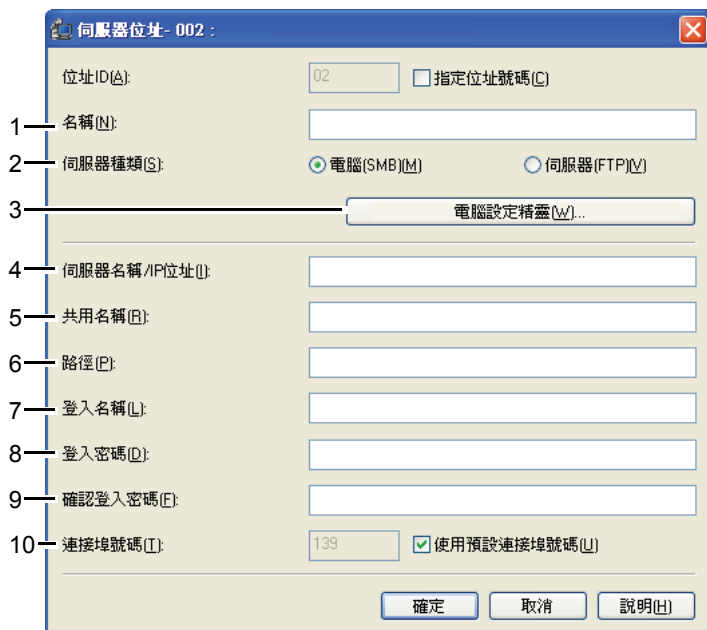 伺服器位址- 002 :
位址ID(A): 02 指定位址號碼(C)
1 名稱(N):
2 伺服器種類(S): 電腦(SMB)(M) 伺服器(FTP)(V)
3 電腦設定精靈(W)...
4 伺服器名稱/IP位址(I):
5 共用名稱(R):
6 路徑(P):
7 登入名稱(L):
8 登入密碼(D):
9 確認登入密碼(F):
10 連接埠號碼(T): 139 使用預設連接埠號碼(U)
確定 取消 說明(H)